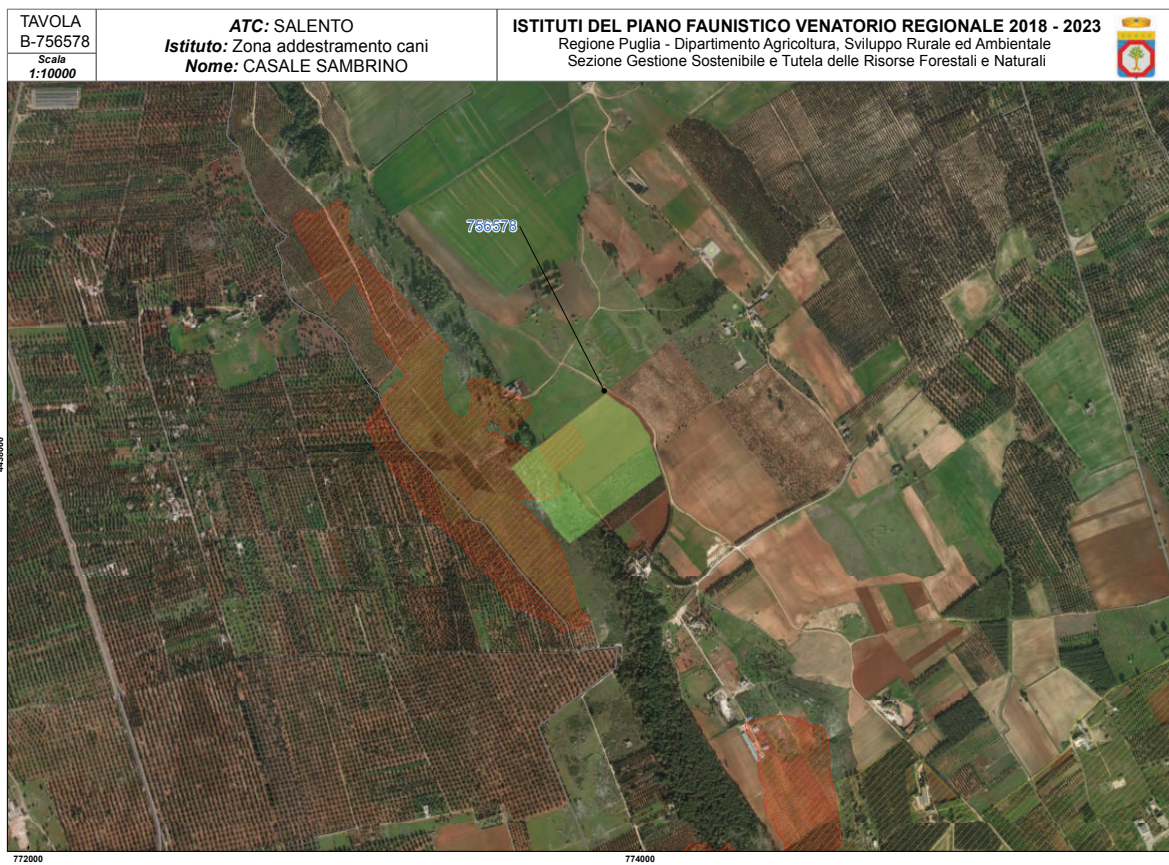 TAVOLA
B-756578
Scala
1:10000
ATC: SALENTO
Istituto: Zona addestramento cani
Nome: CASALE SAMBRINO
ISTITUTI DEL PIANO FAUNISTICO VENATORIO REGIONALE 2018 - 2023
Regione Puglia - Dipartimento Agricoltura, Sviluppo Rurale ed Ambientale
Sezione Gestione Sostenibile e Tutela delle Risorse Forestali e Naturali
756578
772000
774000